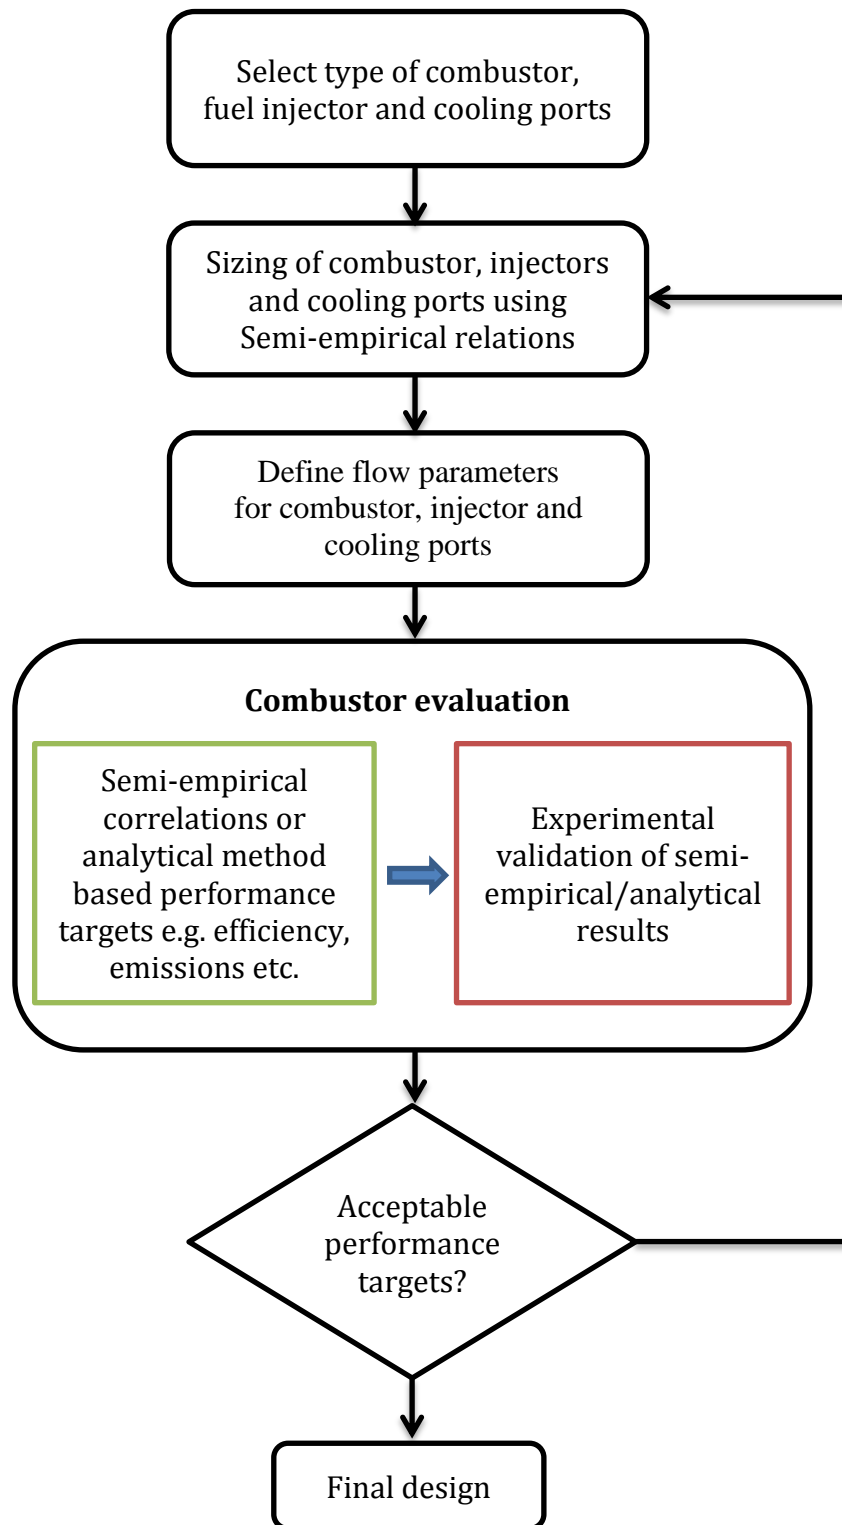 Select type of combustor,
fuel injector and cooling ports
Sizing of combustor, injectors
and cooling ports using
Semi-empirical relations
Define flow parameters
for combustor, injector and
cooling ports
Combustor evaluation
Semi-empirical
correlations or
analytical method
based performance
targets e.g. efficiency,
emissions etc.
Experimental
validation of semi-
empirical/analytical
results
Acceptable
performance
targets?
Final design